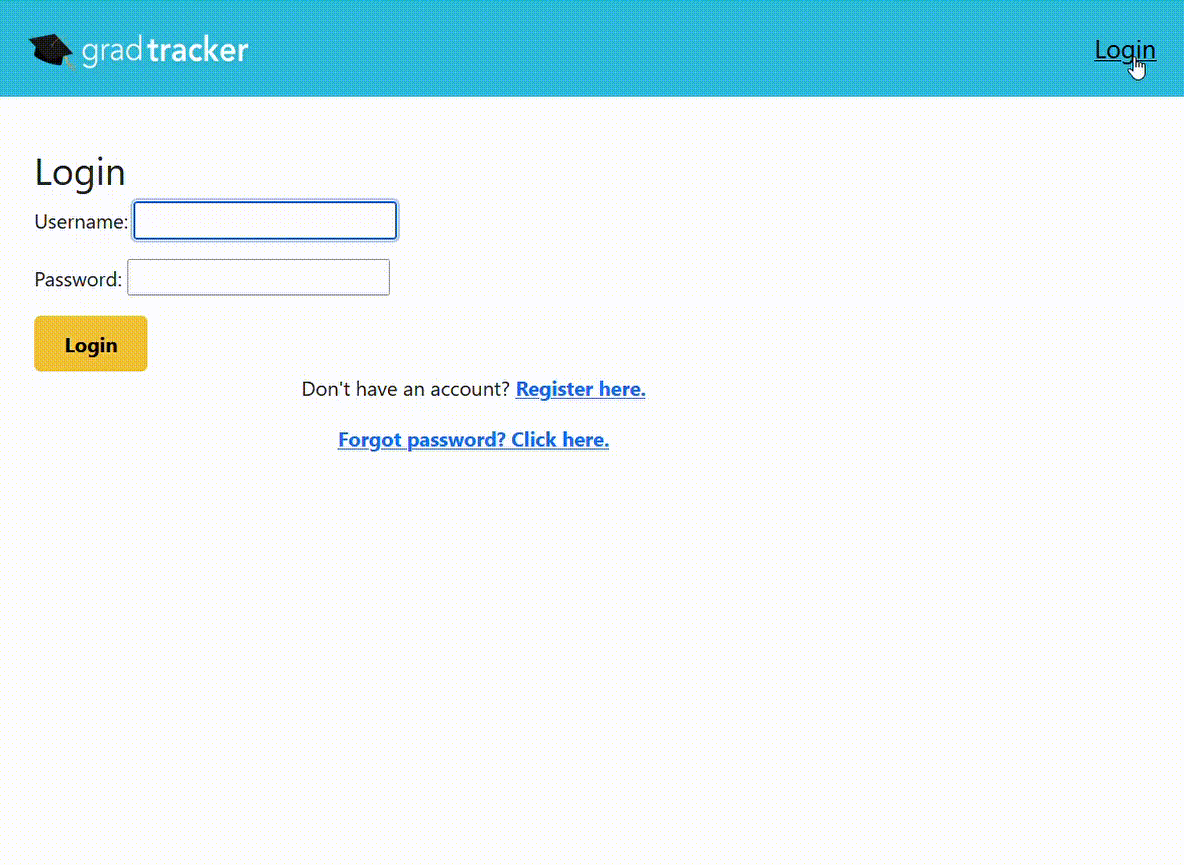 gradtracker
Login
Login
Username:
Password:
Login
Don't have an account? Register here.
Forgot password? Click here.